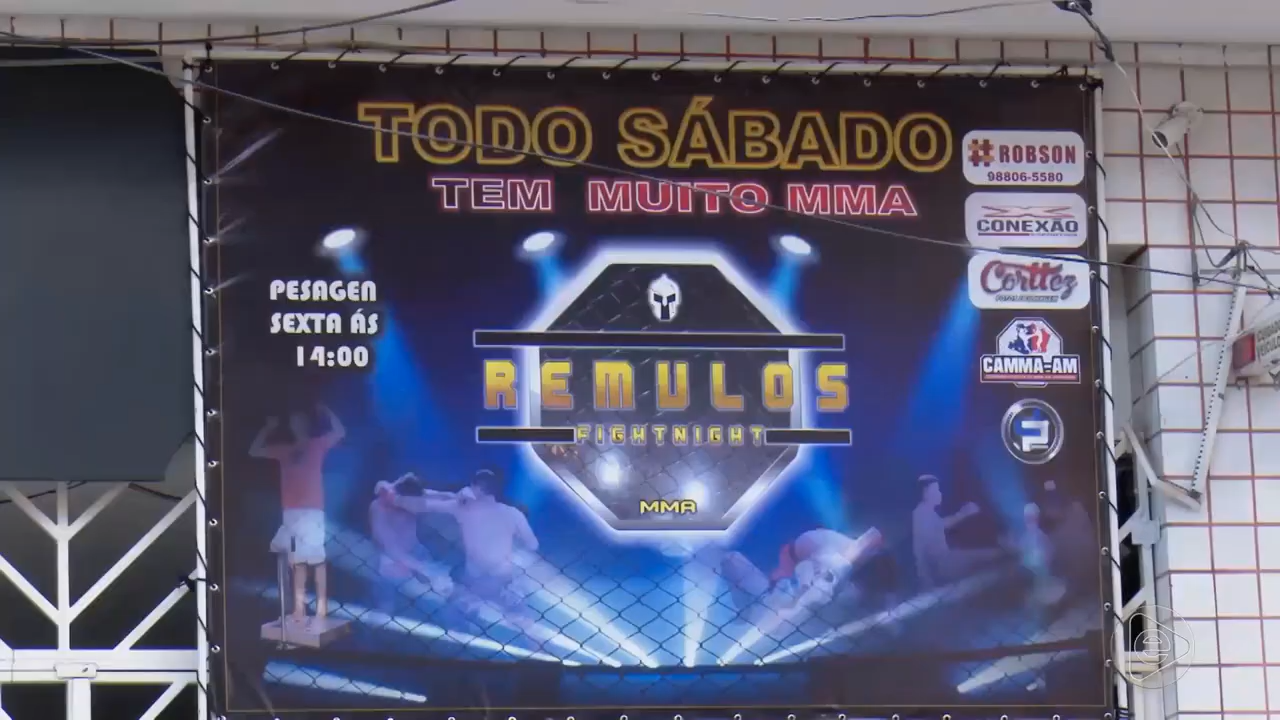 TODO SÁBADO
TEM MUITO MMA
PESAGEN
SEXTA ÁS
14:00
REMULOS
FIGHTNIGHT
MMA
#ROBSON
98806-5580
CONEXÃO
Corttez
CAMMA-AM